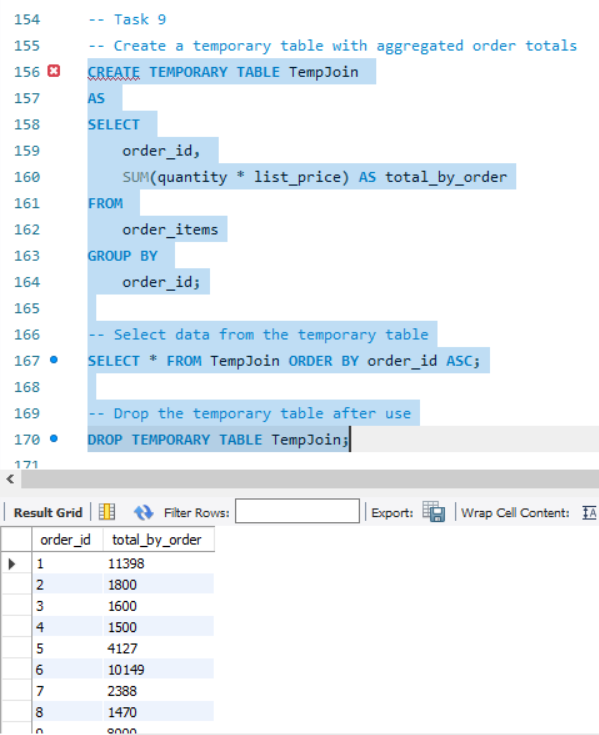 154 -- Task 9
155 -- Create a temporary table with aggregated order totals
156 CREATE TEMPORARY TABLE TempJoin
157 AS
158 SELECT
159 order_id,
160 SUM(quantity * list_price) AS total_by_order
161 FROM
162 order_items
163 GROUP BY
164 order_id;
165
166 -- Select data from the temporary table
167 SELECT * FROM TempJoin ORDER BY order_id ASC;
168
169 -- Drop the temporary table after use
170 DROP TEMPORARY TABLE TempJoin;
171
Result Grid Filter Rows: Export: Wrap Cell Content: IA
order_id total_by_order
1 11398
2 1800
3 1600
4 1500
5 4127
6 10149
7 2388
8 1470
9 8000